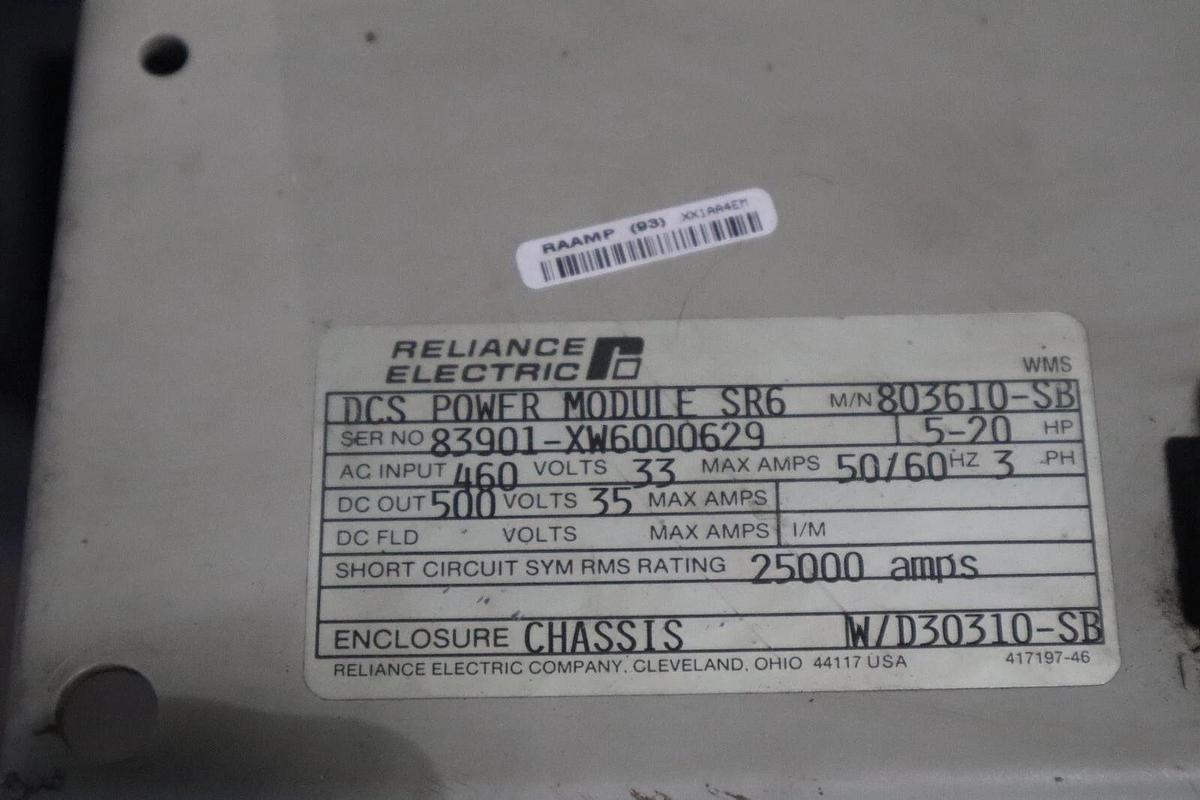 RAAMP (93) XX1AA4EM
RELIANCE
ELECTRIC
WMS
DCS POWER MODULE SR6 M/N 803610-SB
SER NO 83901-XW6000629 5-20 HP
AC INPUT 460 VOLTS 33 MAX AMPS 50/60 HZ 3 PH
DC OUT 500 VOLTS 35 MAX AMPS
DC FLD VOLTS MAX AMPS I/M
SHORT CIRCUIT SYM RMS RATING 25000 amps
ENCLOSURE CHASSIS W/D30310-SB
RELIANCE ELECTRIC COMPANY. CLEVELAND. OHIO 44117 USA 417197-46